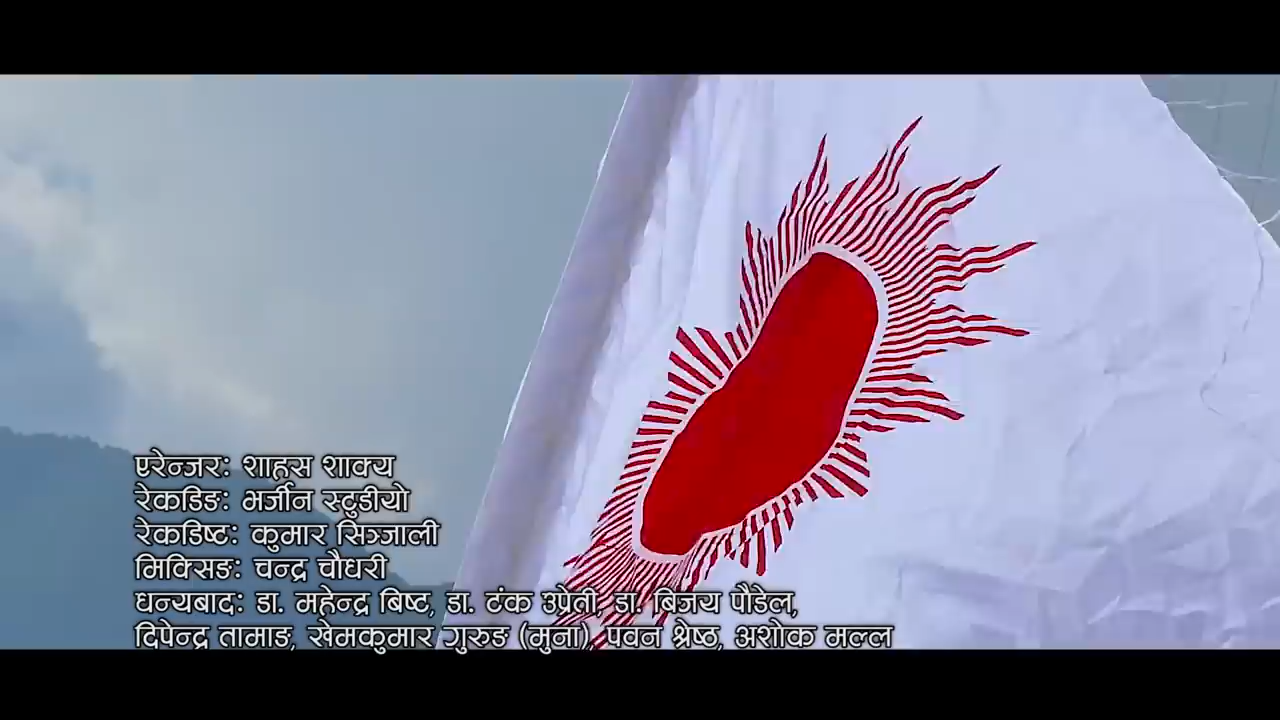 एरेन्जर: शाहस शाक्य
रेकडिङ: भर्जीन स्टुडीयो
रेकडिष्ट: कुमार सिञ्जाली
मिक्सिङ: चन्द्र चौधरी
धन्यबाद: डा. महेन्द्र बिष्ट, डा. टंक उप्रेती, डा. बिजय पौडेल,
दिपेन्द्र तामाङ, खेमकुमार गुरुङ (मुना), पवन श्रेष्ठ, अशोक मल्ल